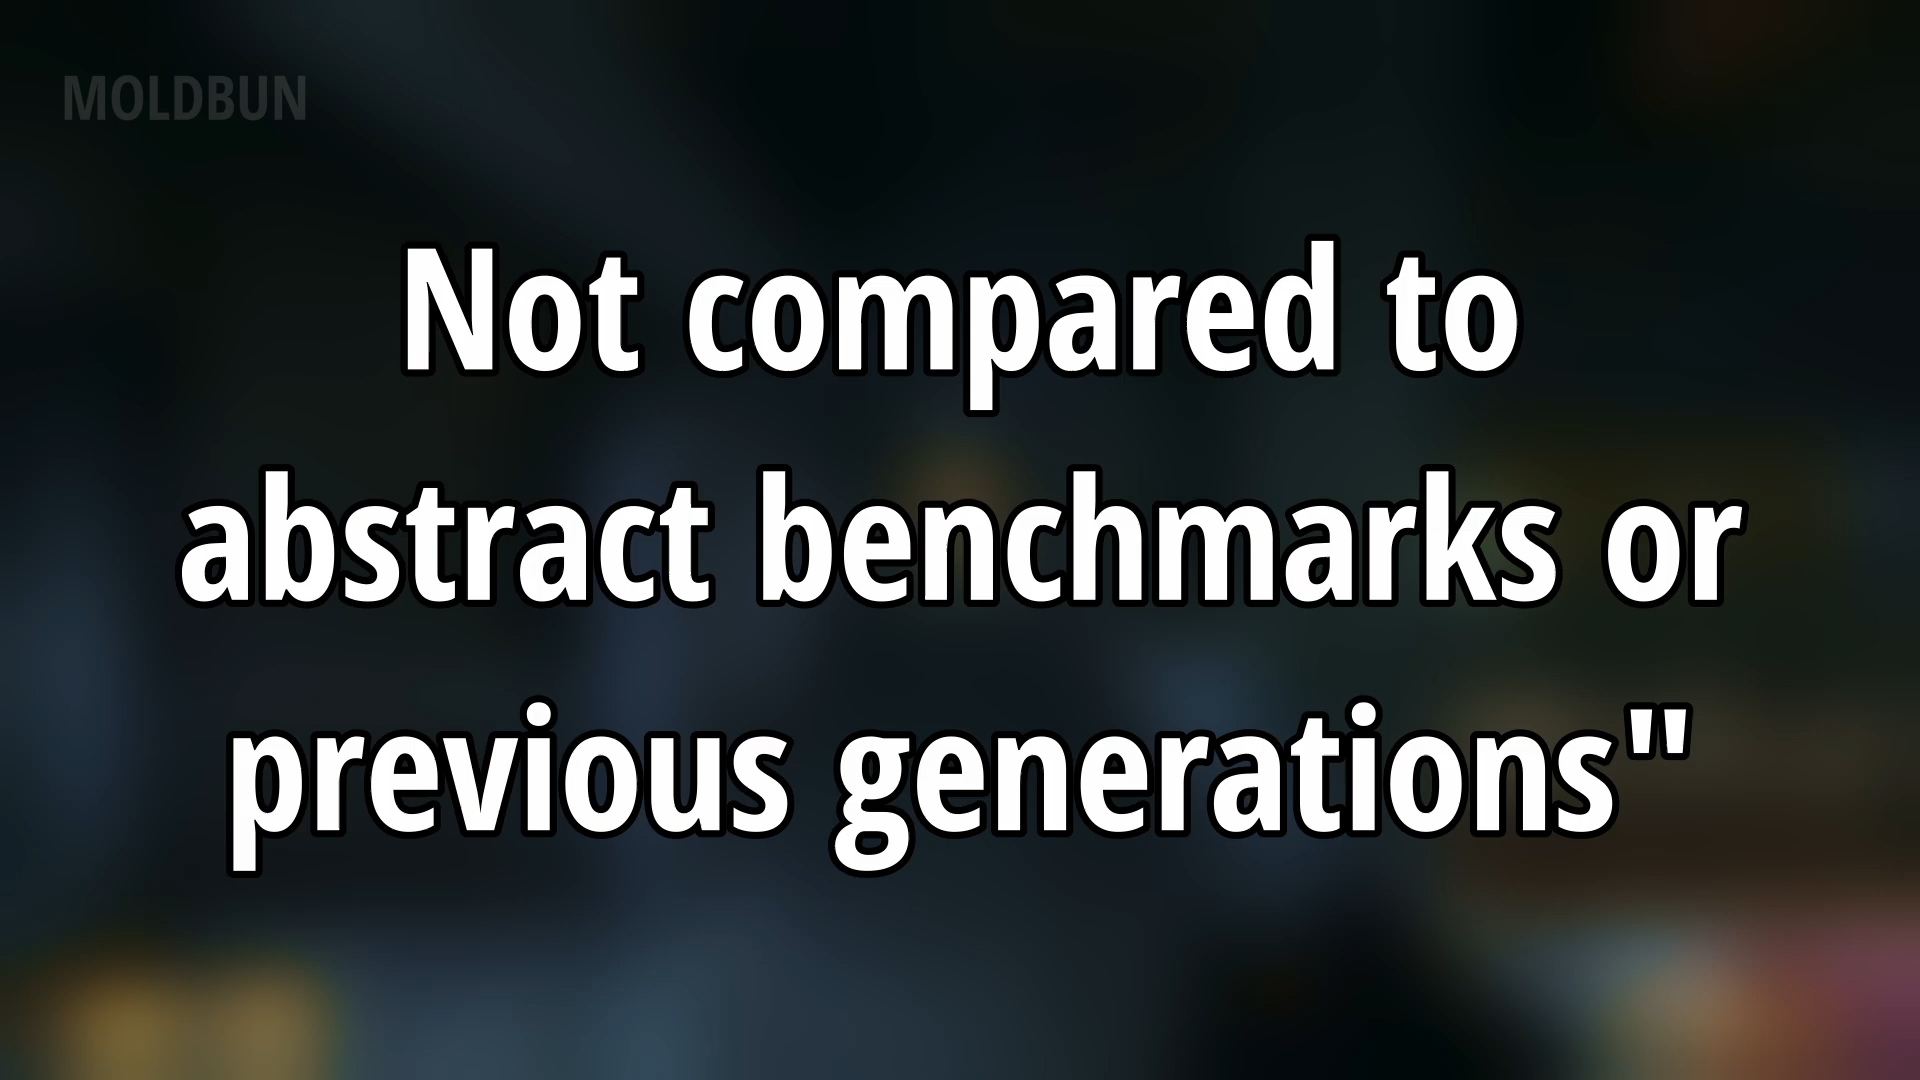 MOLDBUN
Not compared to
abstract benchmarks or
previous generations"